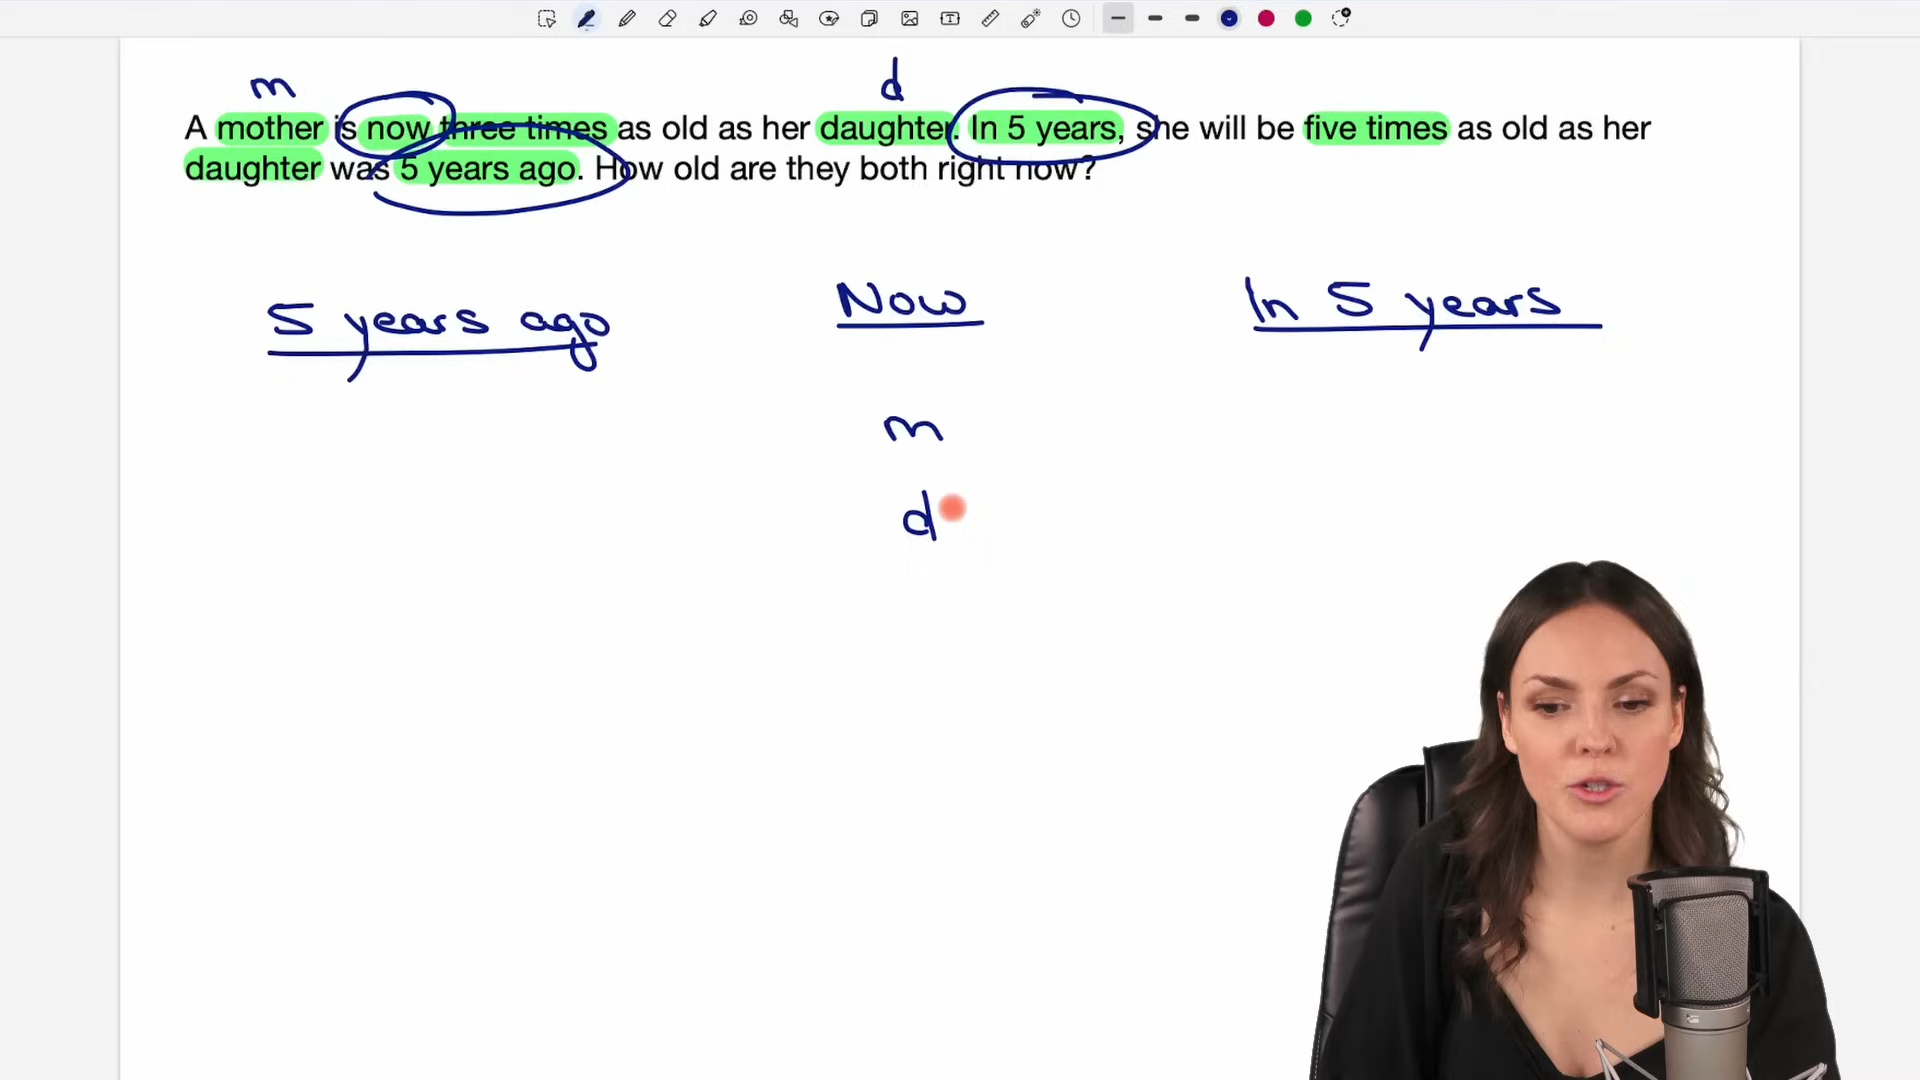 m d
A mother is now three times as old as her daughter. In 5 years, she will be five times as old as her
daughter was 5 years ago. How old are they both right now?
5 years ago Now In 5 years
m
d